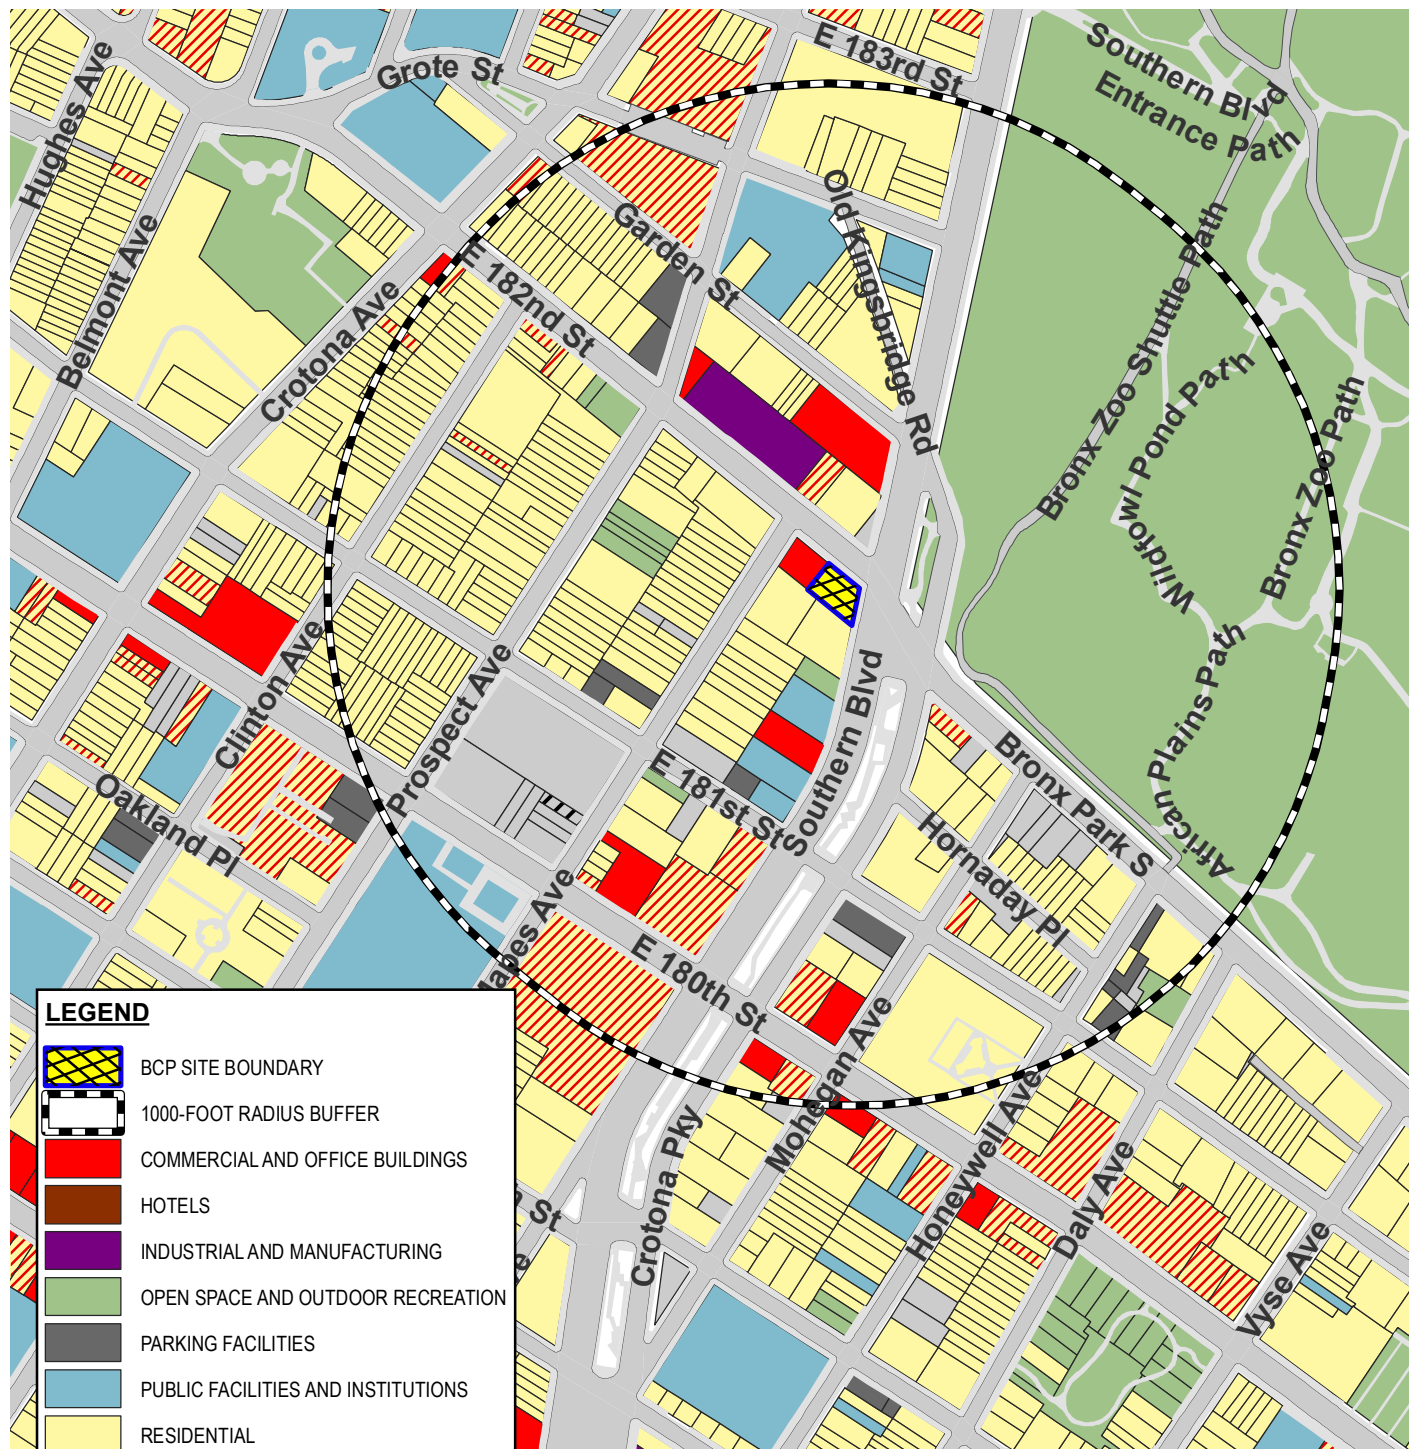 E 183rd St
Southern Blvd
Entrance Path
Grote St
Hughes Ave
Old Kingsbridge Rd
Garden St
Bronx Zoo Shuttle Path
Belmont Ave
E 182nd St
Crotona Ave
Wildfowl Pond Path
Bronx Zoo Path
Clinton Ave
Prospect Ave
Southern Blvd
African Plains Path
E 181st St
Bronx Park S
Oakland Pl
Hornaday Pl
Mapes Ave
E 180th St
Mohegan Ave
Honeywell Ave
Crotona Pky
Daly Ave
St
Vyse Ave
LEGEND
BCP SITE BOUNDARY
1000-FOOT RADIUS BUFFER
COMMERCIAL AND OFFICE BUILDINGS
HOTELS
INDUSTRIAL AND MANUFACTURING
OPEN SPACE AND OUTDOOR RECREATION
PARKING FACILITIES
PUBLIC FACILITIES AND INSTITUTIONS
RESIDENTIAL